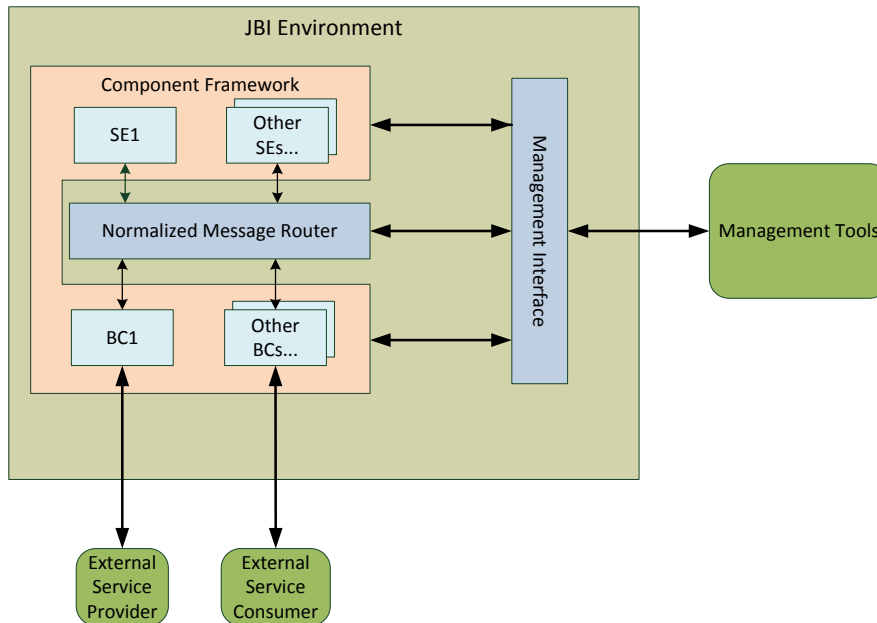 JBI Environment
Component Framework
SE1
Other
SEs...
Normalized Message Router
BC1
Other
BCs...
Management Interface
Management Tools
External
Service
Provider
External
Service
Consumer